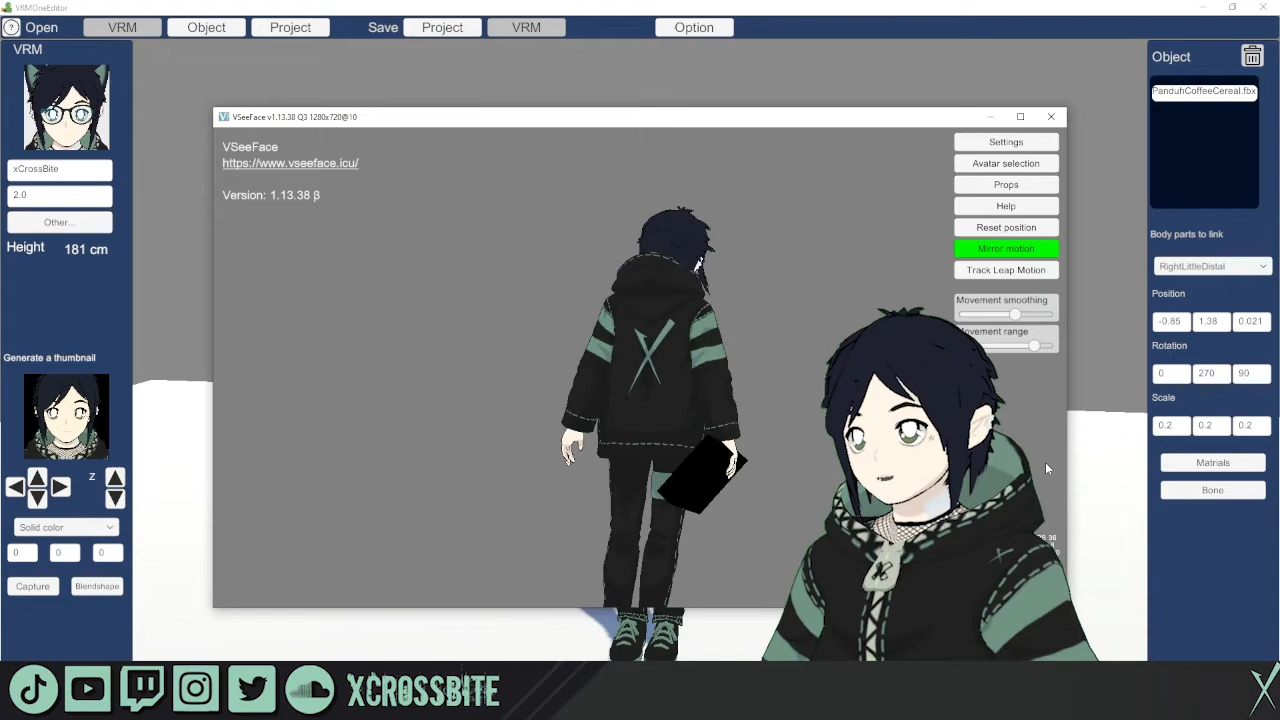 VRMOneEditor
? Open VRM Object Project Save Project VRM Option
VRM
xCrossBite
2.0
Other...
Height 181 cm
Generate a thumbnail
Z
Solid color
0 0 0
Capture Blendshape
VSeeFace v1.13.38 Q3 1280x720@10
VSeeFace
https://www.vseeface.icu/
Version: 1.13.38 β
Settings
Avatar selection
Props
Help
Reset position
Mirror motion
Track Leap Motion
Movement smoothing
ovement range
Object
PanduhCoffeeCereal.fbx
Body parts to link
RightLittleDistal
Position
-0.85 1.38 0.021
Rotation
0 270 90
Scale
0.2 0.2 0.2
Matrials
Bone
XCROSSBITE